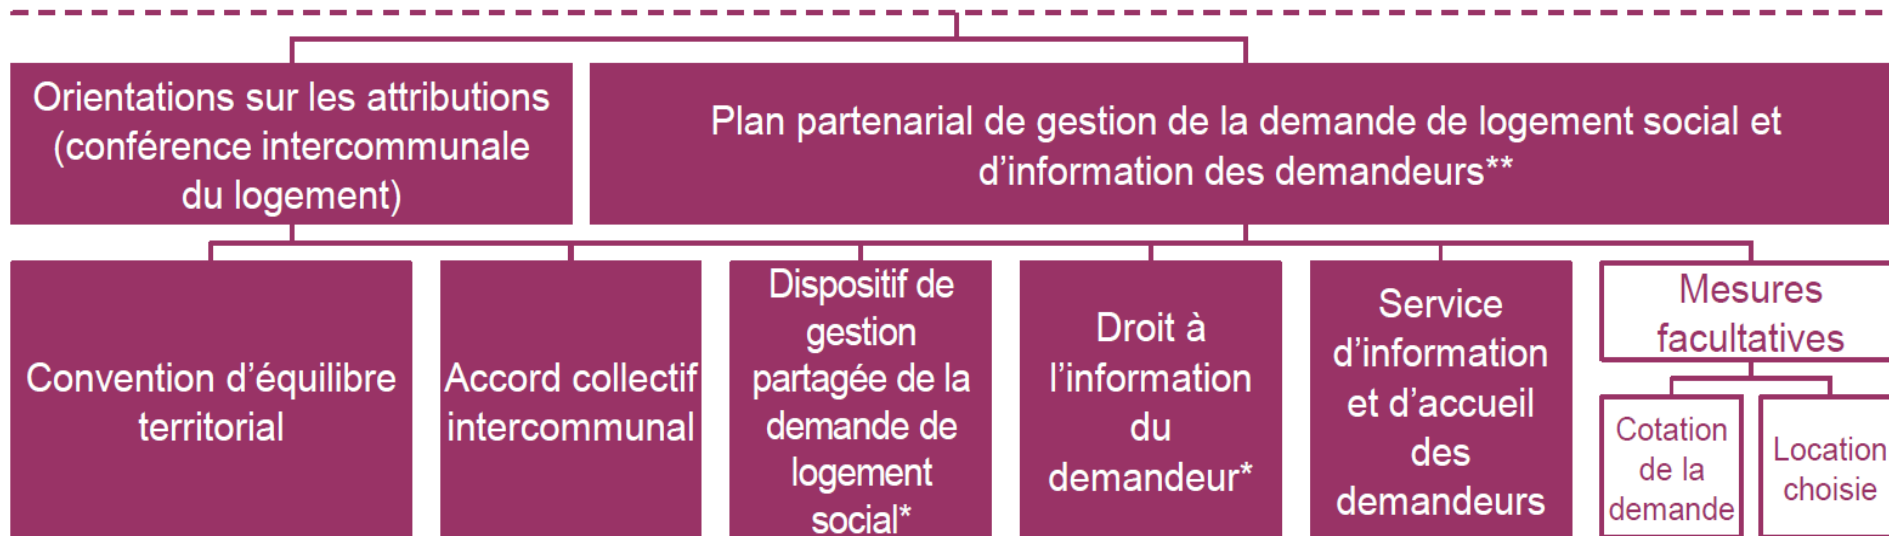 Orientations sur les attributions
(conférence intercommunale
du logement)
Plan partenarial de gestion de la demande de logement social et
d’information des demandeurs**
Convention d’équilibre
territorial
Accord collectif
intercommunal
Dispositif de
gestion
partagée de la
demande de
logement
social*
Droit à
l’information
du
demandeur*
Service
d’information
et d’accueil
des
demandeurs
Mesures
facultatives
Cotation
de la
demande
Location
choisie